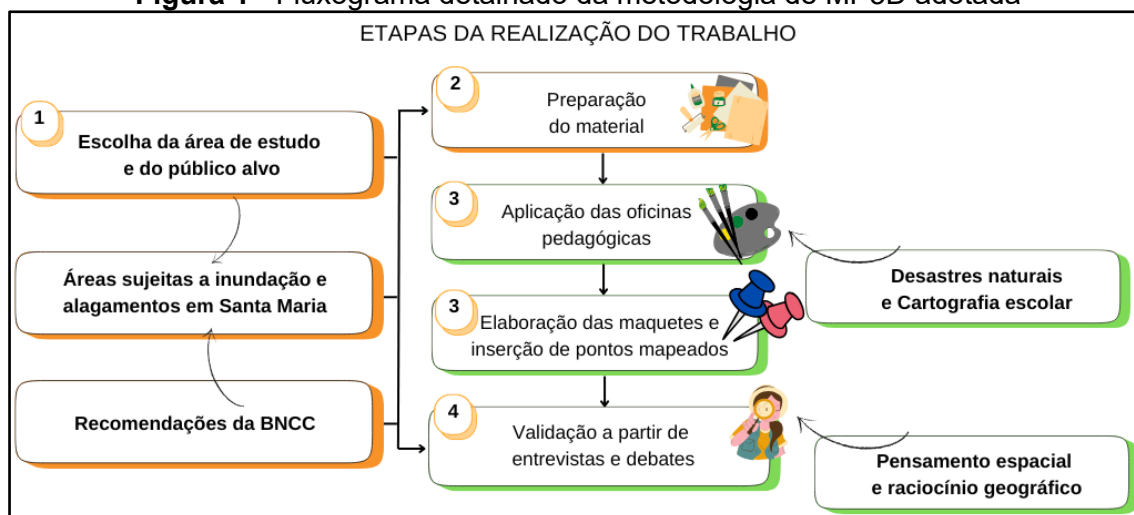 Figura 1 - Fluxograma detalhado da metodologia do MP3D adotada
ETAPAS DA REALIZAÇÃO DO TRABALHO
1
Escolha da área de estudo
e do público alvo
Áreas sujeitas a inundação e
alagamentos em Santa Maria
Recomendações da BNCC
2
Preparação
do material
3
Aplicação das oficinas
pedagógicas
3
Elaboração das maquetes e
inserção de pontos mapeados
4
Validação a partir de
entrevistas e debates
Desastres naturais
e Cartografia escolar
Pensamento espacial
e raciocínio geográfico